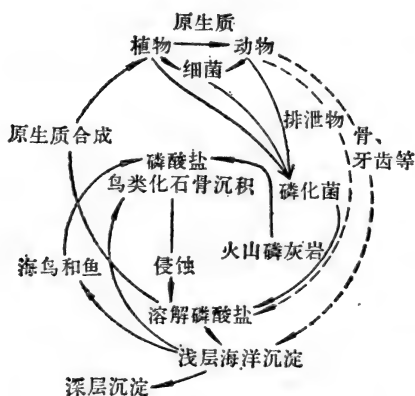 原生质
植物
动物
细菌
原生质合成
排泄物
骨、
牙齿等
磷酸盐
鸟类化石骨沉积
磷化菌
海鸟和鱼
侵蚀
火山磷灰岩
溶解磷酸盐
浅层海洋沉淀
深层沉淀